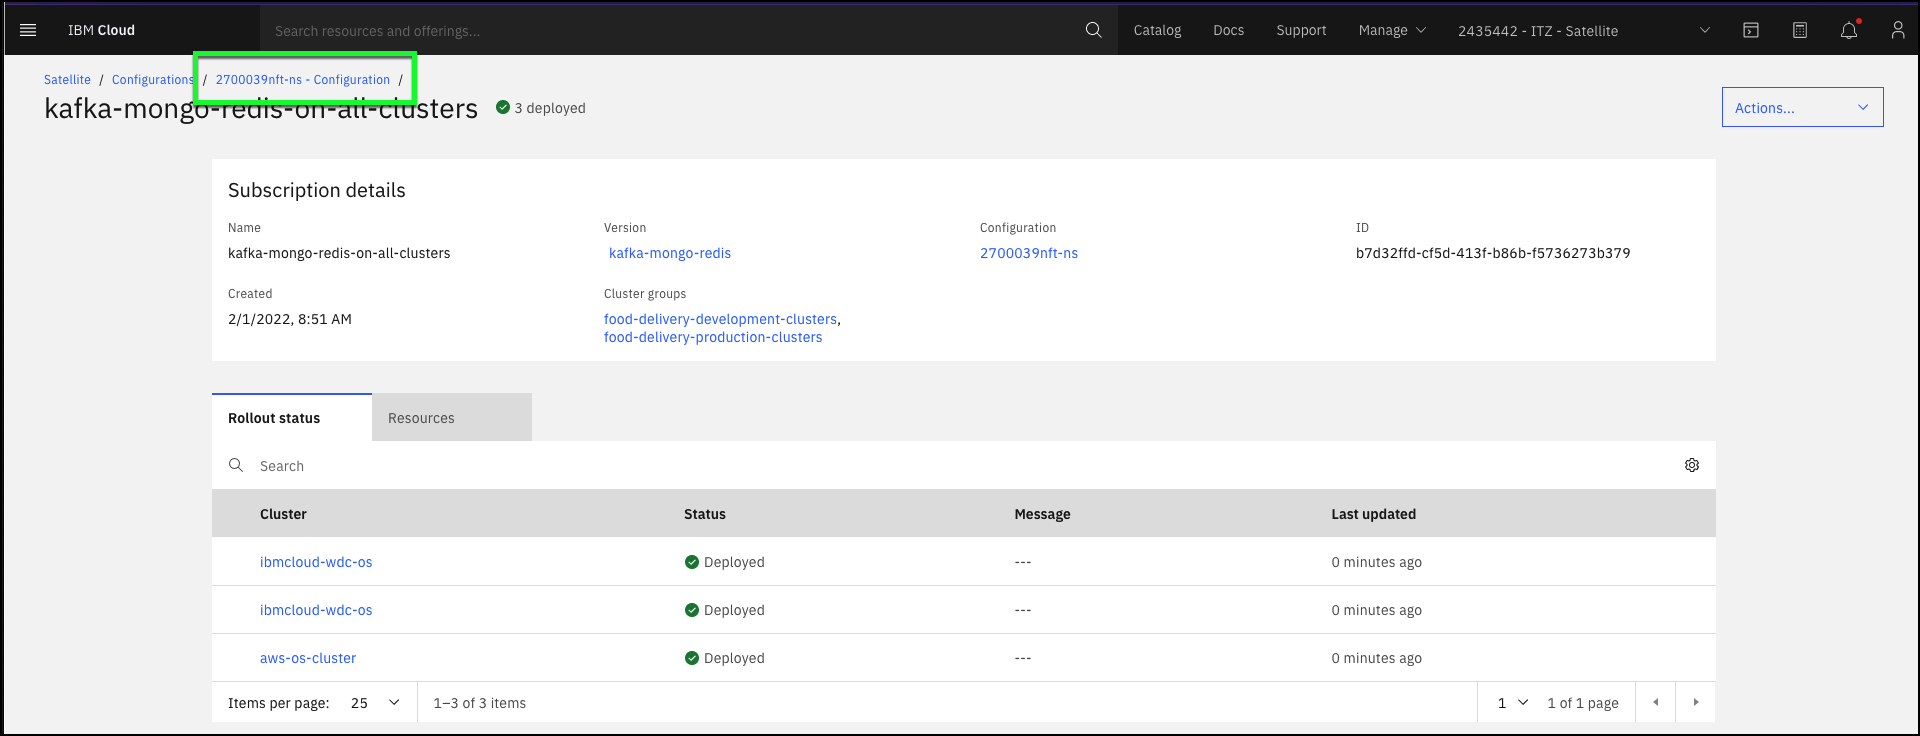 IBM Cloud Search resources and offerings... Catalog Docs Support Manage 2435442 - ITZ - Satellite
Satellite / Configurations / 2700039nft-ns - Configuration /
kafka-mongo-redis-on-all-clusters 3 deployed
Actions...
Subscription details
Name Version Configuration ID
kafka-mongo-redis-on-all-clusters kafka-mongo-redis 2700039nft-ns b7d32ffd-cf5d-413f-b86b-f5736273b379
Created Cluster groups
2/1/2022, 8:51 AM food-delivery-development-clusters,
food-delivery-production-clusters
Rollout status Resources
Search
Cluster Status Message Last updated
ibmcloud-wdc-os Deployed --- 0 minutes ago
ibmcloud-wdc-os Deployed --- 0 minutes ago
aws-os-cluster Deployed --- 0 minutes ago
Items per page: 25 1–3 of 3 items 1 1 of 1 page